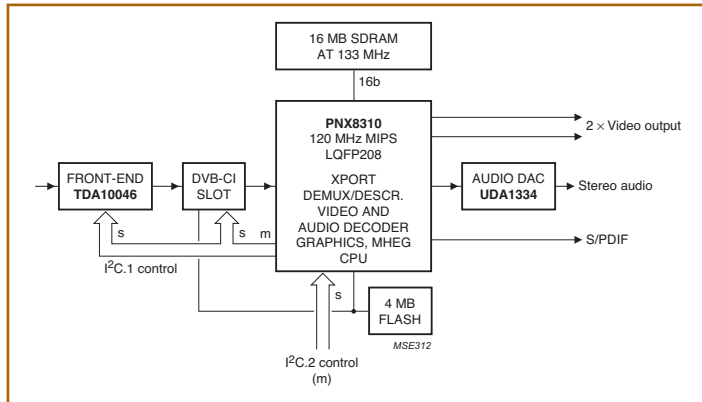 16 MB SDRAM
AT 133 MHz
16b
PNX8310
120 MHz MIPS
LQFP208
XPORT
DEMUX/DESCR.
VIDEO AND
AUDIO DECODER
GRAPHICS, MHEG
CPU
2 × Video output
FRONT-END
TDA10046
DVB-CI
SLOT
AUDIO DAC
UDA1334
Stereo audio
s
s
m
S/PDIF
I²C.1 control
s
4 MB
FLASH
MSE312
I²C.2 control
(m)